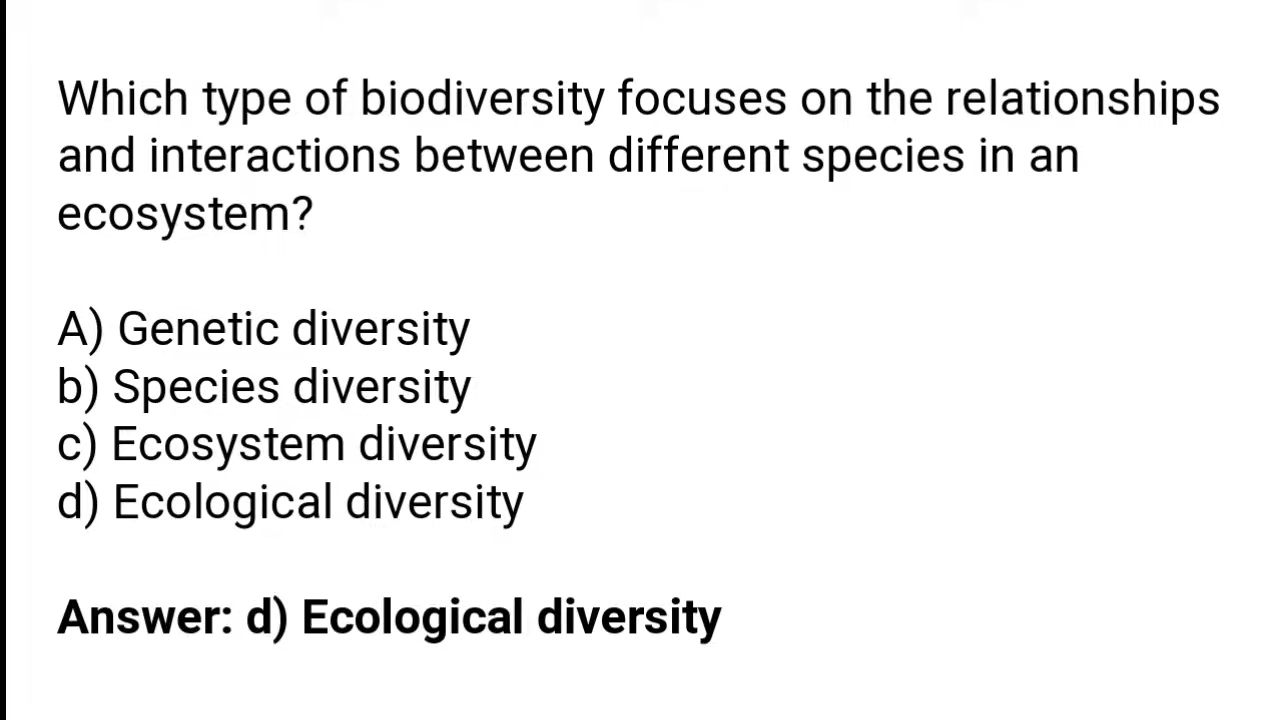 Which type of biodiversity focuses on the relationships
and interactions between different species in an
ecosystem?
A) Genetic diversity
b) Species diversity
c) Ecosystem diversity
d) Ecological diversity
Answer: d) Ecological diversity